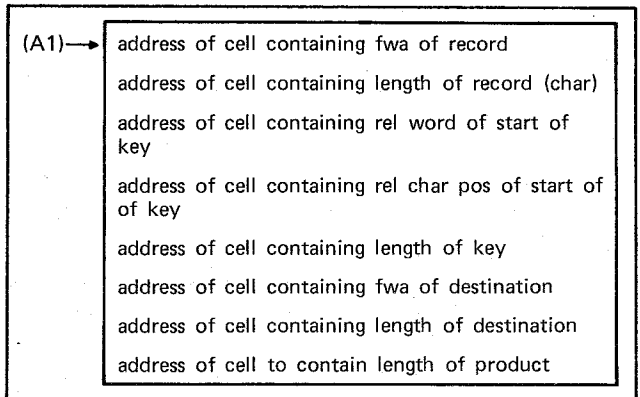 (A1)→ address of cell containing fwa of record
address of cell containing length of record (char)
address of cell containing rel word of start of
key
address of cell containing rel char pos of start of
of key
address of cell containing length of key
address of cell containing fwa of destination
address of cell containing length of destination
address of cell to contain length of product